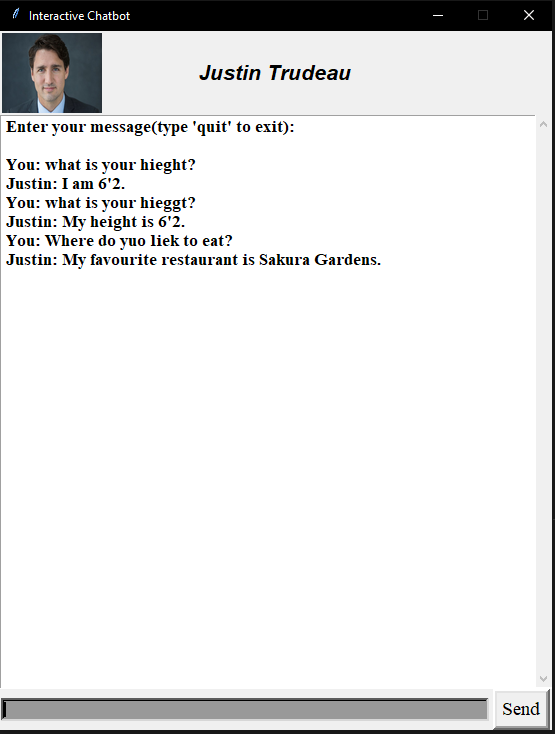 Interactive Chatbot
Justin Trudeau
Enter your message(type 'quit' to exit):
You: what is your hieght?
Justin: I am 6'2.
You: what is your hieggt?
Justin: My height is 6'2.
You: Where do yuo liek to eat?
Justin: My favourite restaurant is Sakura Gardens.
Send